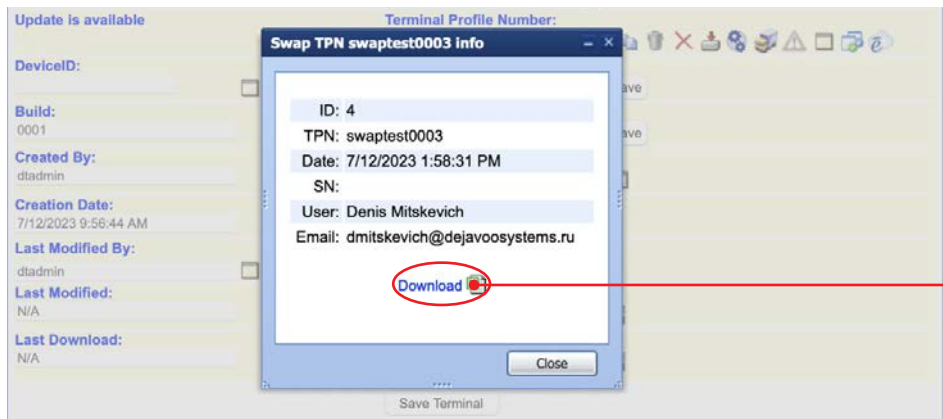 Update is available
Terminal Profile Number:
Swap TPN swaptest0003 info
DeviceID:
ave
ID: 4
Build:
0001
TPN: swaptest0003
ave
Date: 7/12/2023 1:58:31 PM
Created By:
dtadmin
SN:
Creation Date:
7/12/2023 9:56:44 AM
User: Denis Mitskevich
Email: dmitskevich@dejavoosystems.ru
Last Modified By:
dtadmin
Download
Last Modified:
N/A
Last Download:
N/A
Close
Save Terminal